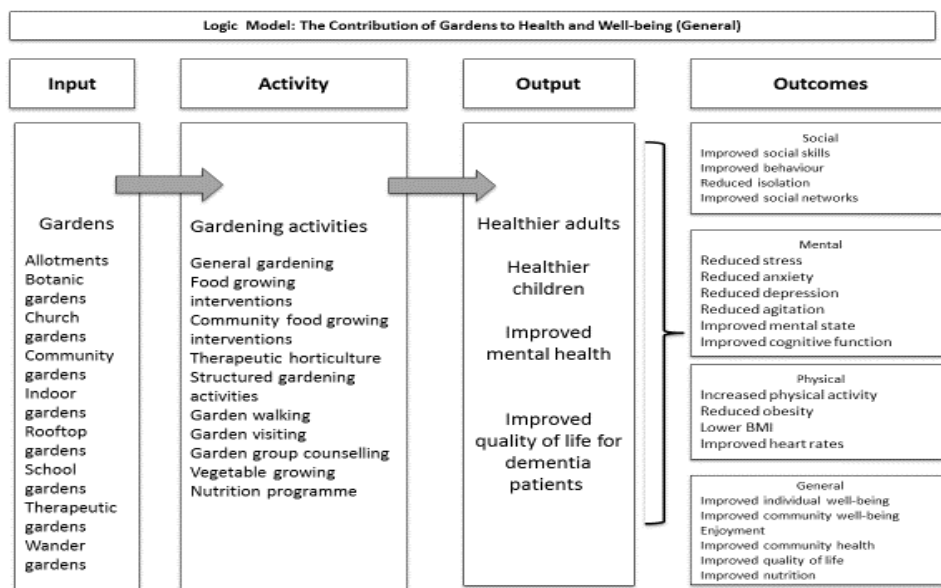 Logic Model: The Contribution of Gardens to Health and Well-being (General)
Input
Activity
Output
Outcomes
Gardens
Allotments
Botanic
gardens
Church
gardens
Community
gardens
Indoor
gardens
Rooftop
gardens
School
gardens
Therapeutic
gardens
Wander
gardens
Gardening activities
General gardening
Food growing
interventions
Community food growing
interventions
Therapeutic horticulture
Structured gardening
activities
Garden walking
Garden visiting
Garden group counselling
Vegetable growing
Nutrition programme
Healthier adults
Healthier
children
Improved
mental health
Improved
quality of life for
dementia
patients
Social
Improved social skills
Improved behaviour
Reduced isolation
Improved social networks
Mental
Reduced stress
Reduced anxiety
Reduced depression
Reduced agitation
Improved mental state
Improved cognitive function
Physical
Increased physical activity
Reduced obesity
Lower BMI
Improved heart rates
General
Improved individual well-being
Improved community well-being
Enjoyment
Improved community health
Improved quality of life
Improved nutrition